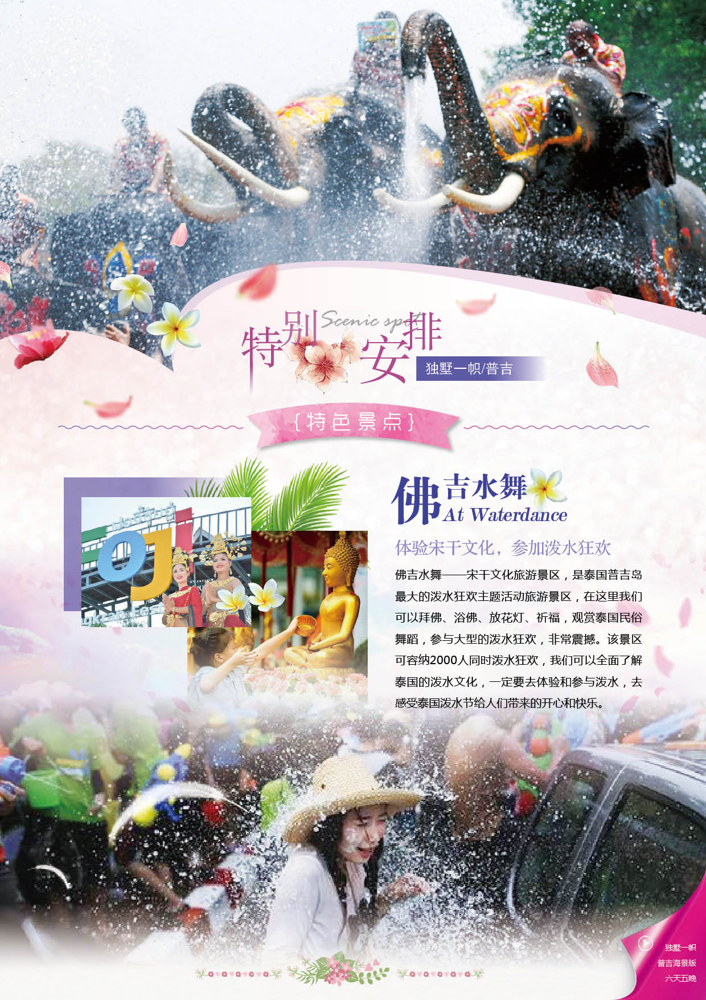 特别安排
Scenic spot
独墅一帜/普吉
{特色景点}
佛吉水舞
At Waterdance
体验宋干文化，参加泼水狂欢
佛吉水舞——宋干文化旅游景区，是泰国普吉岛
最大的泼水狂欢主题活动旅游景区，在这里我们
可以拜佛、浴佛、放花灯、祈福，观赏泰国民俗
舞蹈，参与大型的泼水狂欢，非常震撼。该景区
可容纳2000人同时泼水狂欢，我们可以全面了解
泰国的泼水文化，一定要去体验和参与泼水，去
感受泰国泼水节给人们带来的开心和快乐。
oji
独墅一帜
普吉海景版
六天五晚